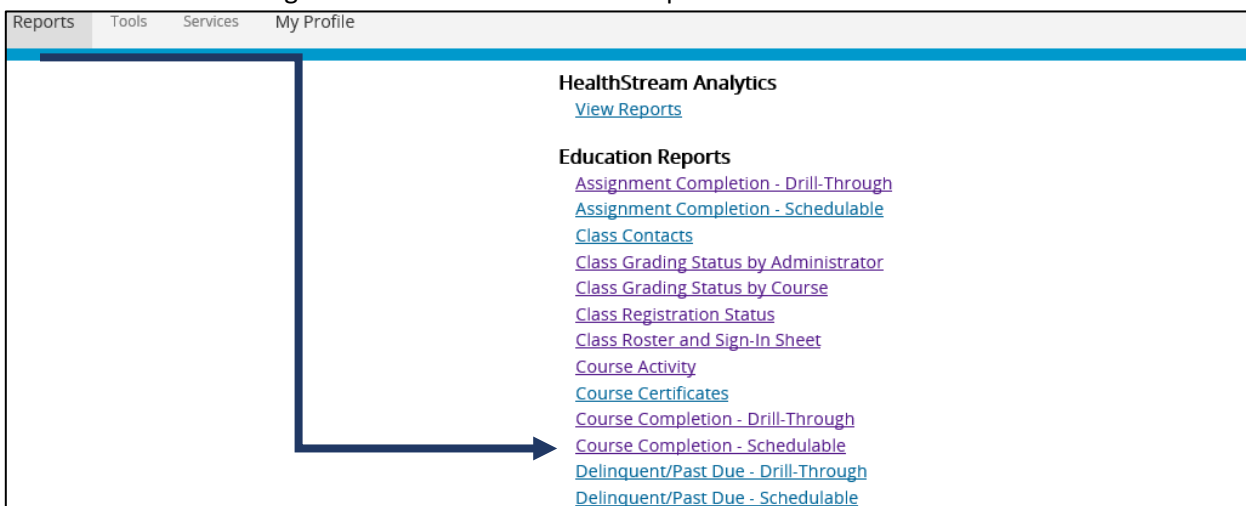 Reports Tools Services My Profile
HealthStream Analytics
View Reports
Education Reports
Assignment Completion - Drill-Through
Assignment Completion - Schedulable
Class Contacts
Class Grading Status by Administrator
Class Grading Status by Course
Class Registration Status
Class Roster and Sign-In Sheet
Course Activity
Course Certificates
Course Completion - Drill-Through
Course Completion - Schedulable
Delinquent/Past Due - Drill-Through
Delinquent/Past Due - Schedulable